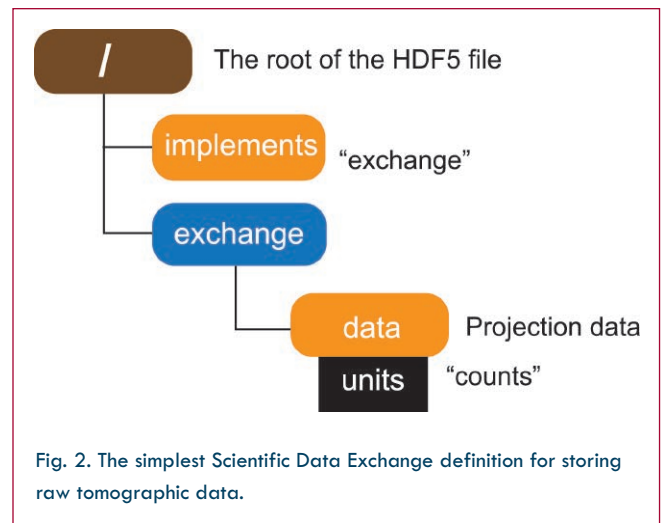 /
The root of the HDF5 file
implements
“exchange”
exchange
data
Projection data
units
“counts”
Fig. 2. The simplest Scientific Data Exchange definition for storing
raw tomographic data.